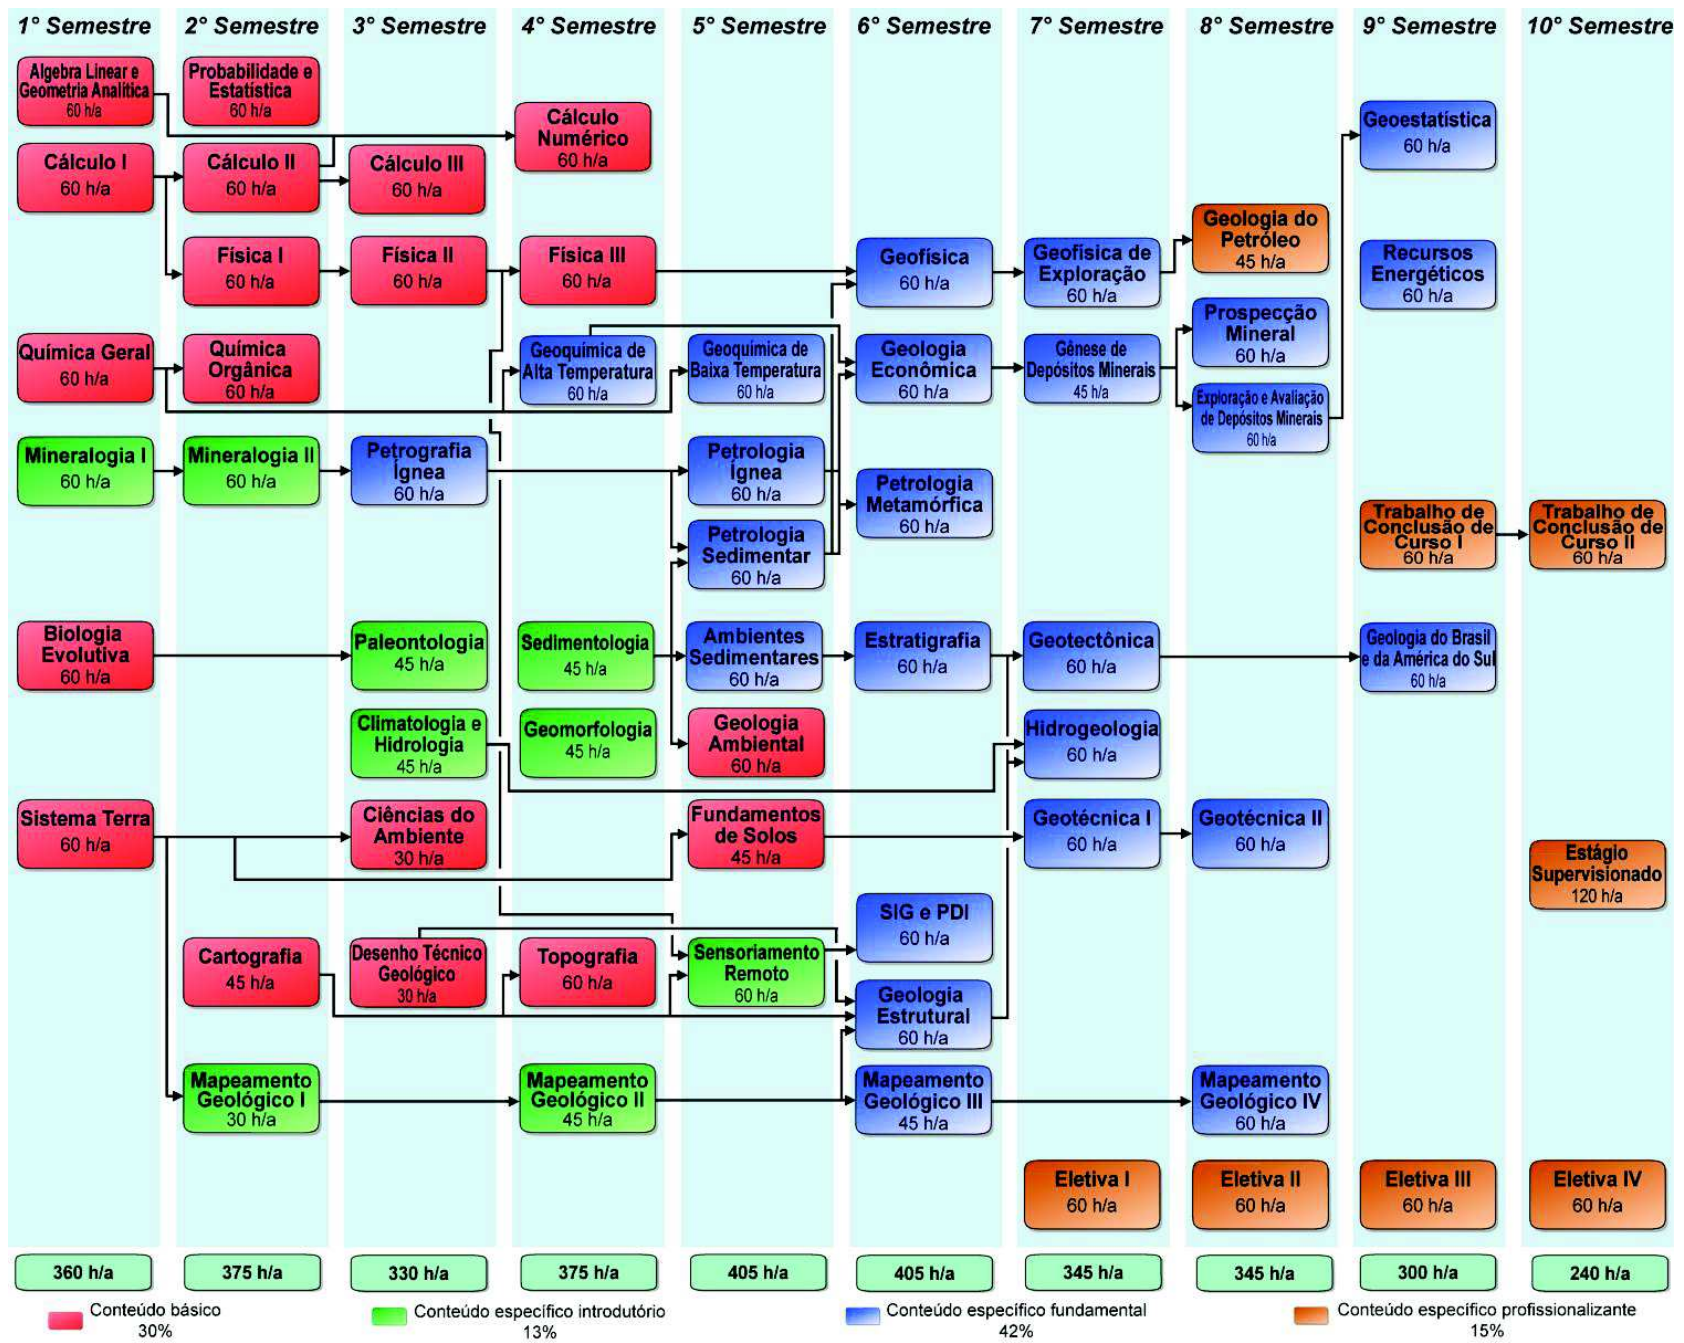 1° Semestre
2° Semestre
3° Semestre
4° Semestre
5° Semestre
6° Semestre
7° Semestre
8° Semestre
9° Semestre
10° Semestre
Algebra Linear e
Geometria Analítica
60 h/a
Cálculo I
60 h/a
Química Geral
60 h/a
Mineralogia I
60 h/a
Biologia
Evolutiva
60 h/a
Sistema Terra
60 h/a
Probabilidade e
Estatística
60 h/a
Cálculo II
60 h/a
Física I
60 h/a
Química
Orgânica
60 h/a
Mineralogia II
60 h/a
Cartografia
45 h/a
Mapeamento
Geológico I
30 h/a
Cálculo III
60 h/a
Física II
60 h/a
Petrografia
Ígnea
60 h/a
Paleontologia
45 h/a
Climatologia e
Hidrologia
45 h/a
Ciências do
Ambiente
30 h/a
Desenho Técnico
Geológico
30 h/a
Cálculo
Numérico
60 h/a
Física III
60 h/a
Geoquímica de
Alta Temperatura
60 h/a
Sedimentologia
45 h/a
Geomorfologia
45 h/a
Topografia
60 h/a
Mapeamento
Geológico II
45 h/a
Geoquímica de
Baixa Temperatura
60 h/a
Petrologia
Ígnea
60 h/a
Petrologia
Sedimentar
60 h/a
Ambientes
Sedimentares
60 h/a
Geologia
Ambiental
60 h/a
Fundamentos
de Solos
45 h/a
Sensoriamento
Remoto
60 h/a
Geofísica
60 h/a
Geologia
Econômica
60 h/a
Petrologia
Metamórfica
60 h/a
Estratigrafia
60 h/a
SIG e PDI
60 h/a
Geologia
Estrutural
60 h/a
Mapeamento
Geológico III
45 h/a
Geofísica de
Exploração
60 h/a
Gênese de
Depósitos Minerais
45 h/a
Geotectônica
60 h/a
Hidrogeologia
60 h/a
Geotécnica I
60 h/a
Eletiva I
60 h/a
Geologia do
Petróleo
45 h/a
Prospecção
Mineral
60 h/a
Exploração e Avaliação
de Depósitos Minerais
60 h/a
Geotécnica II
60 h/a
Mapeamento
Geológico IV
60 h/a
Eletiva II
60 h/a
Geoestatística
60 h/a
Recursos
Energéticos
60 h/a
Trabalho de
Conclusão de
Curso I
60 h/a
Geologia do Brasil
e da América do Sul
60 h/a
Eletiva III
60 h/a
Trabalho de
Conclusão de
Curso II
60 h/a
Estágio
Supervisionado
120 h/a
Eletiva IV
60 h/a
360 h/a
375 h/a
330 h/a
375 h/a
405 h/a
405 h/a
345 h/a
345 h/a
300 h/a
240 h/a
Conteúdo básico
30%
Conteúdo específico introdutório
13%
Conteúdo específico fundamental
42%
Conteúdo específico profissionalizante
15%